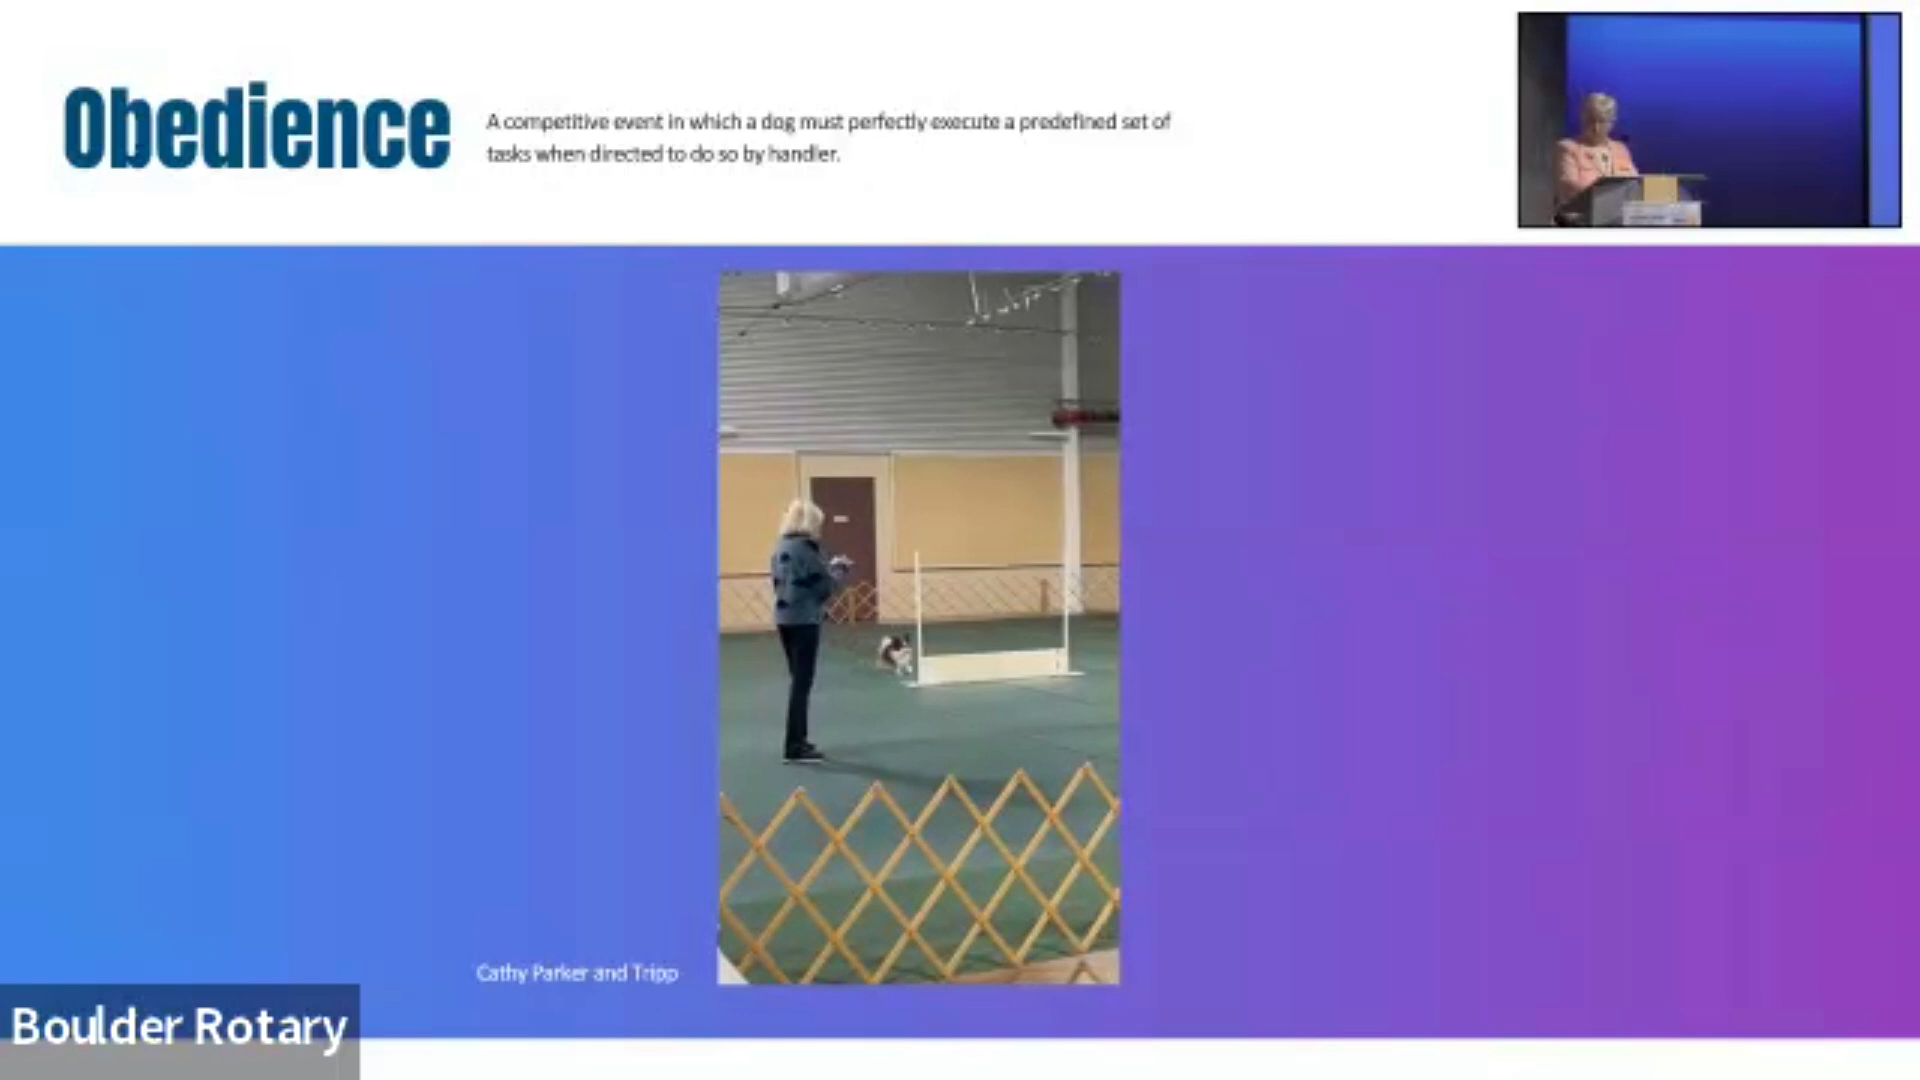 Obedience
A competitive event in which a dog must perfectly execute a predefined set of
tasks when directed to do so by handler.
Cathy Parker and Tripp
Boulder Rotary